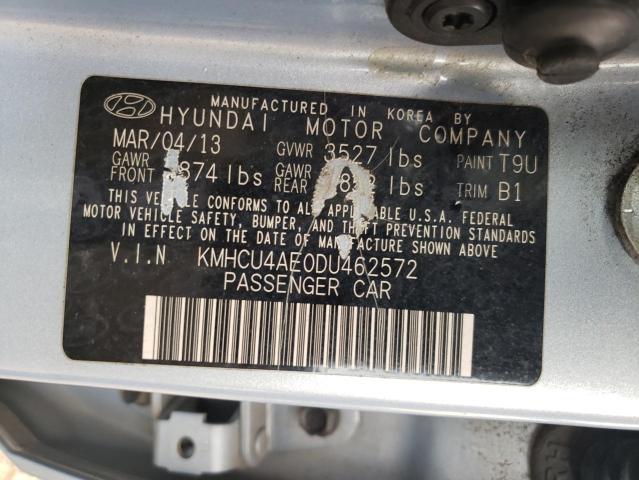 MANUFACTURED IN KOREA BY
HYUNDAI MOTOR COMPANY
MAR/04/13 GVWR 3527 lbs PAINT T9U
GAWR FRONT 874 lbs GAWR REAR lbs TRIM B1
THIS VEHICLE CONFORMS TO ALL APPLICABLE U.S.A. FEDERAL
MOTOR VEHICLE SAFETY, BUMPER, AND THEFT PREVENTION STANDARDS
IN EFFECT ON THE DATE OF MANUFACTURE SHOWN ABOVE.
V.I.N KMHCU4AE0DU462572
PASSENGER CAR